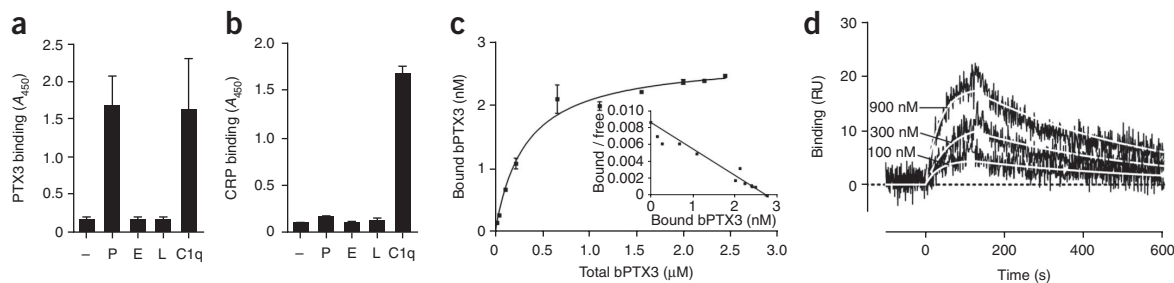 a
PTX3 binding (A450)
2.5
2.0
1.5
1.0
0.5
0
– P E L C1q
b
CRP binding (A450)
2.0
1.5
1.0
0.5
0
– P E L C1q
c
Bound bPTX3 (nM)
3
2
1
0
0 0.5 1.0 1.5 2.0 2.5 3.0
Total bPTX3 (μM)
Bound / free
0.010
0.008
0.006
0.004
0.002
0.000
0 1 2 3
Bound bPTX3 (nM)
d
Binding (RU)
30
20
10
0
900 nM
300 nM
100 nM
0 200 400 600
Time (s)